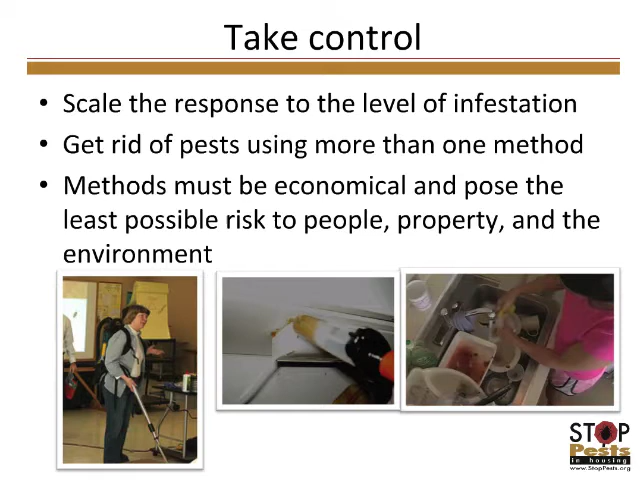 Take control
• Scale the response to the level of infestation
• Get rid of pests using more than one method
• Methods must be economical and pose the
least possible risk to people, property, and the
environment
STOP
Pests
in housing
www.StopPests.org